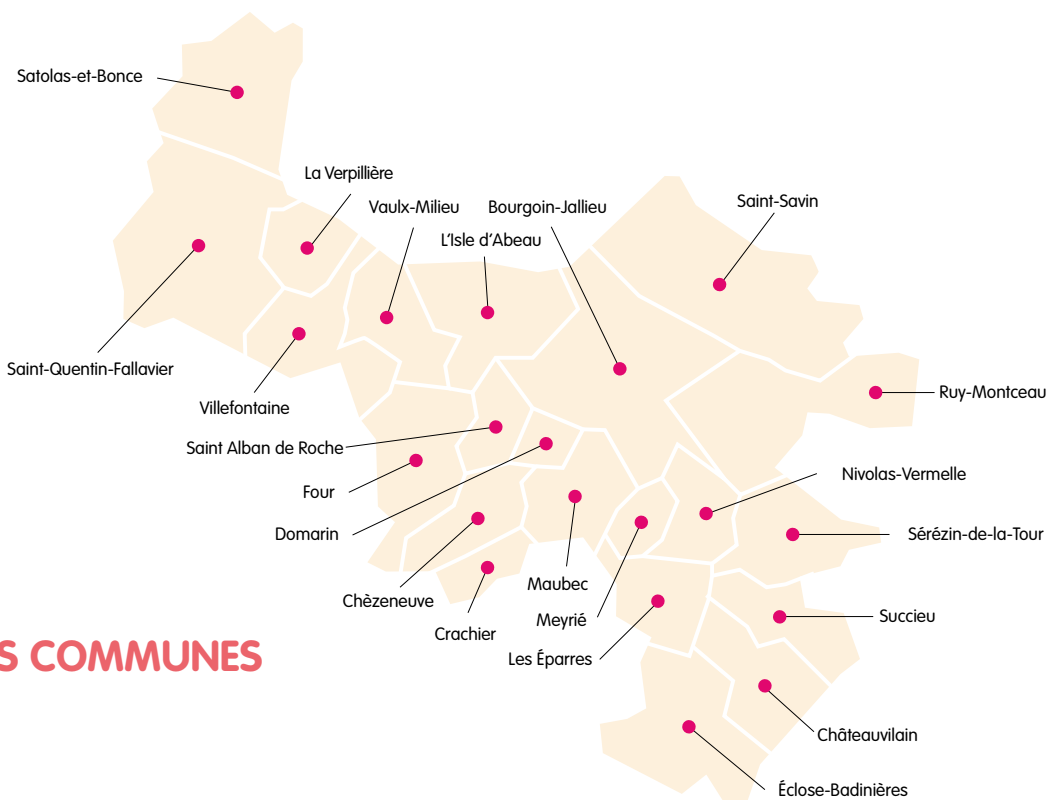 Satolas-et-Bonce
La Verpillière
Vaulx-Milieu
Bourgoin-Jallieu
Saint-Savin
L'Isle d'Abeau
Saint-Quentin-Fallavier
Ruy-Montceau
Villefontaine
Saint Alban de Roche
Nivolas-Vermelle
Four
Domarin
Sérézin-de-la-Tour
Maubec
Chèzeneuve
Meyrié
Succieu
Crachier
Les Éparres
S COMMUNES
Châteauvilain
Éclose-Badinières